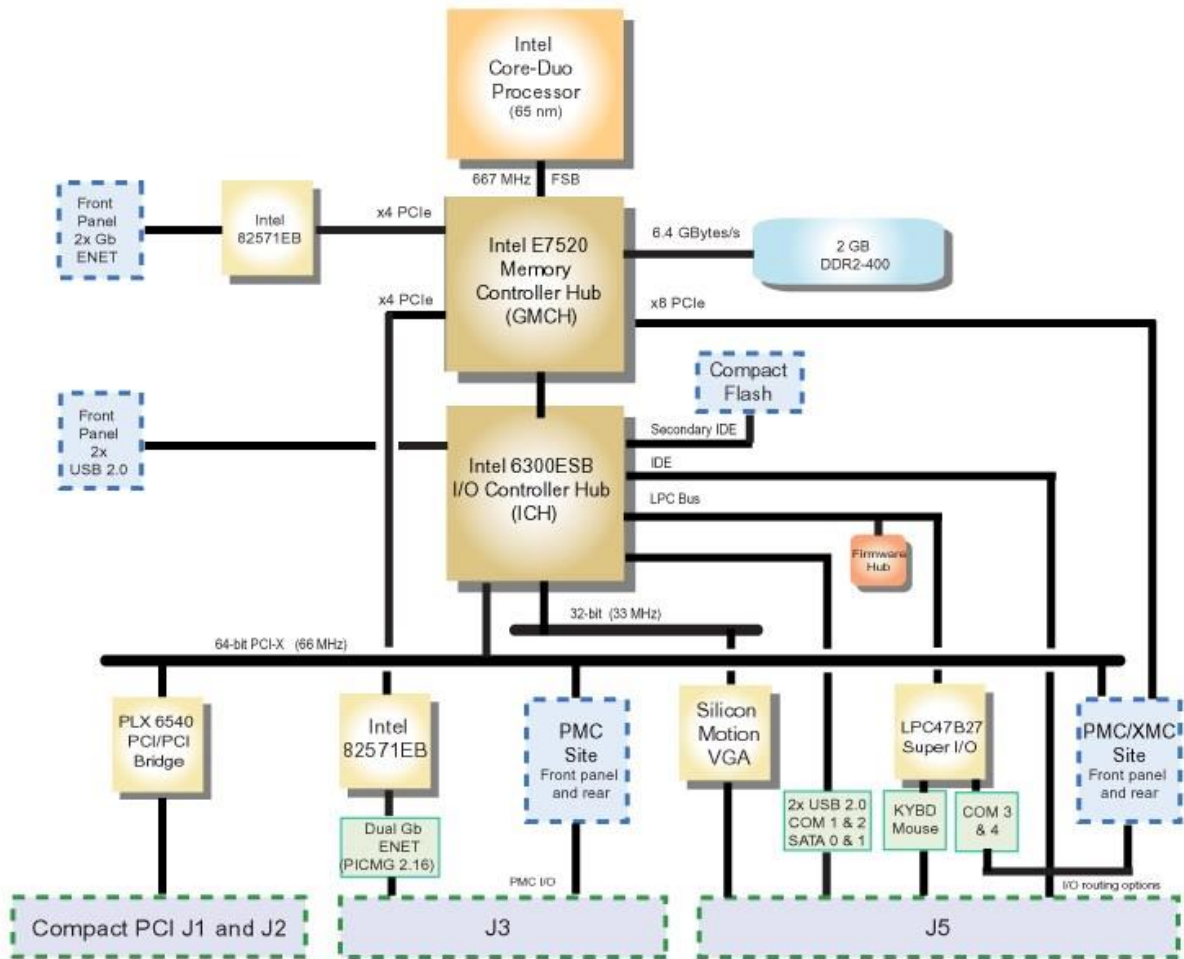 Intel
Core-Duo
Processor
(65 nm)
667 MHz
FSB
Front
Panel
2x Gb
ENET
Intel
82571EB
x4 PCIe
Intel E7520
Memory
Controller Hub
(GMCH)
6.4 GBytes/s
2 GB
DDR2-400
x4 PCIe
x8 PCIe
Compact
Flash
Front
Panel
2x
USB 2.0
Intel 6300ESB
I/O Controller Hub
(ICH)
Secondary IDE
IDE
LPC Bus
Firmware
Hub
32-bit (33 MHz)
64-bit PCI-X (66 MHz)
PLX 6540
PCI/PCI
Bridge
Intel
82571EB
PMC
Site
Front panel
and rear
Silicon
Motion
VGA
LPC47B27
Super I/O
PMC/XMC
Site
Front panel
and rear
Dual Gb
ENET
(PICMG 2.16)
2x USB 2.0
COM 1 & 2
SATA 0 & 1
KYBD
Mouse
COM 3
& 4
PMC I/O
I/O routing options
Compact PCI J1 and J2
J3
J5